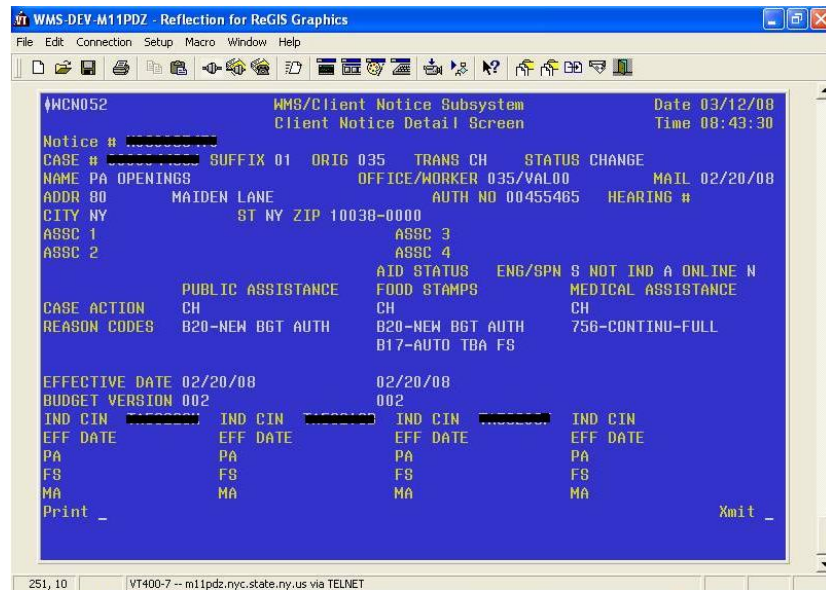 WMS-DEV-M11PDZ - Reflection for ReGIS Graphics
File Edit Connection Setup Macro Window Help
WCN052 WMS/Client Notice Subsystem Date 03/12/08
Client Notice Detail Screen Time 08:43:30
Notice #
CASE # SUFFIX 01 ORIG 035 TRANS CH STATUS CHANGE
NAME PA OPENINGS OFFICE/WORKER 035/VAL00 MAIL 02/20/08
ADDR 80 MAIDEN LANE AUTH NO 00455465 HEARING #
CITY NY ST NY ZIP 10038-0000
ASSC 1 ASSC 3
ASSC 2 ASSC 4
AID STATUS ENG/SPN S NOT IND A ONLINE N
PUBLIC ASSISTANCE FOOD STAMPS MEDICAL ASSISTANCE
CASE ACTION CH CH CH
REASON CODES B20-NEW BGT AUTH B20-NEW BGT AUTH 756-CONTINU-FULL
B17-AUTO TBA FS
EFFECTIVE DATE 02/20/08 02/20/08
BUDGET VERSION 002 002
IND CIN IND CIN IND CIN IND CIN
EFF DATE EFF DATE EFF DATE EFF DATE
PA PA PA PA
FS FS FS FS
MA MA MA MA
Print _ Xmit _
251, 10 VT400-7 -- m11pdz.nyc.state.ny.us via TELNET